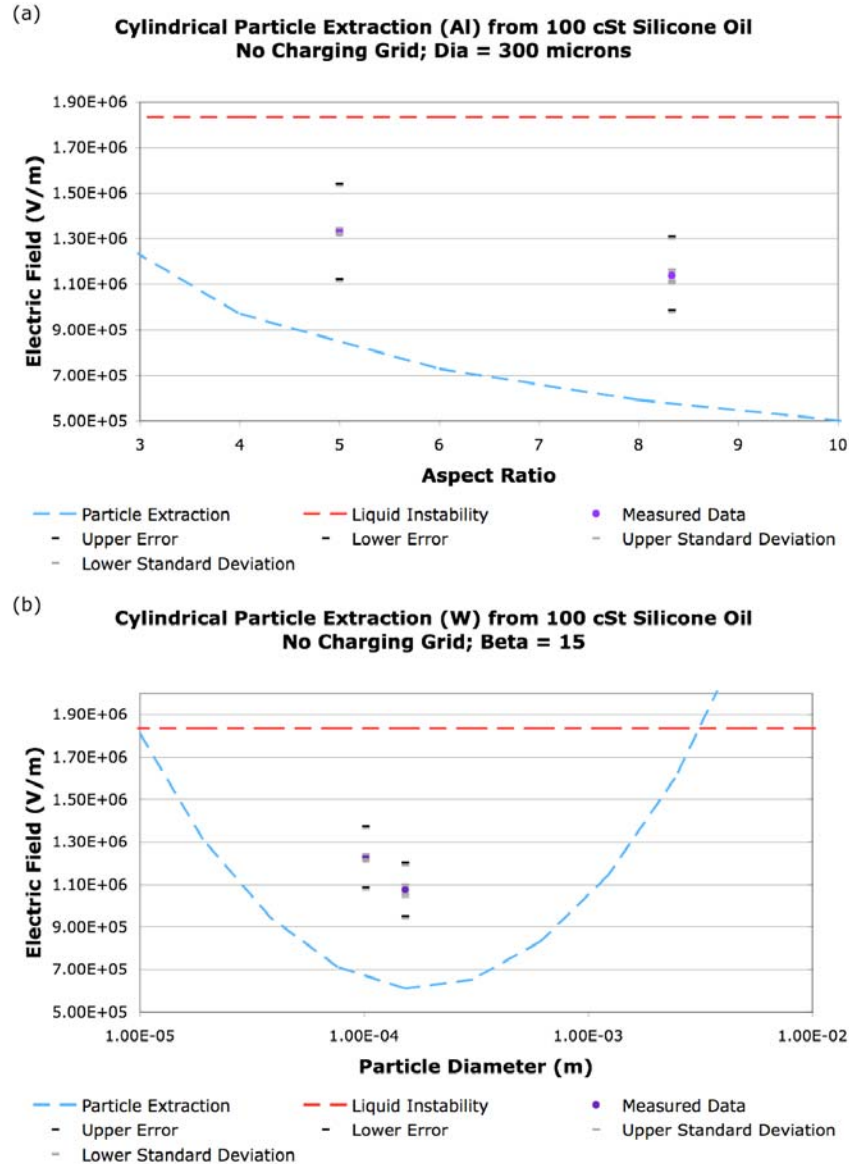 (a)
Cylindrical Particle Extraction (Al) from 100 cSt Silicone Oil
No Charging Grid; Dia = 300 microns
Electric Field (V/m)
1.90E+06
1.70E+06
1.50E+06
1.30E+06
1.10E+06
9.00E+05
7.00E+05
5.00E+05
3 4 5 6 7 8 9 10
Aspect Ratio
Particle Extraction Liquid Instability Measured Data
Upper Error Lower Error Upper Standard Deviation
Lower Standard Deviation
(b)
Cylindrical Particle Extraction (W) from 100 cSt Silicone Oil
No Charging Grid; Beta = 15
Electric Field (V/m)
1.90E+06
1.70E+06
1.50E+06
1.30E+06
1.10E+06
9.00E+05
7.00E+05
5.00E+05
1.00E-05 1.00E-04 1.00E-03 1.00E-02
Particle Diameter (m)
Particle Extraction Liquid Instability Measured Data
Upper Error Lower Error Upper Standard Deviation
Lower Standard Deviation